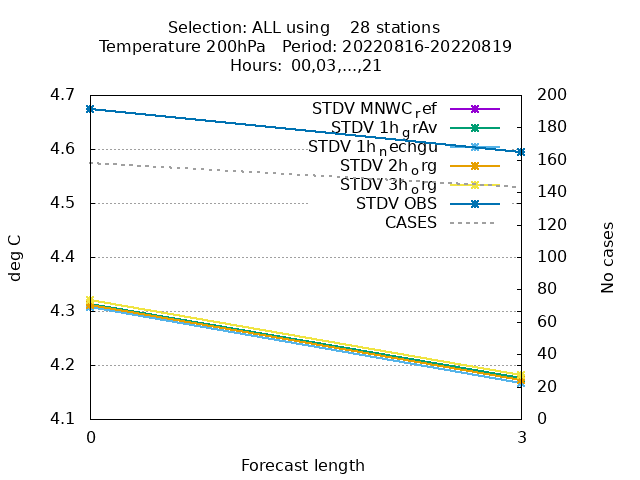 Selection: ALL using    28 stations
Temperature 200hPa   Period: 20220816-20220819
Hours:  00,03,...,21
4.7
4.6
4.5
4.4
4.3
4.2
4.1
deg C
200
180
160
140
120
100
80
60
40
20
0
No cases
STDV MNWC_ref
STDV 1h_grAv
STDV 1h_nechgu
STDV 2h_org
STDV 3h_org
STDV OBS
CASES
0
3
Forecast length